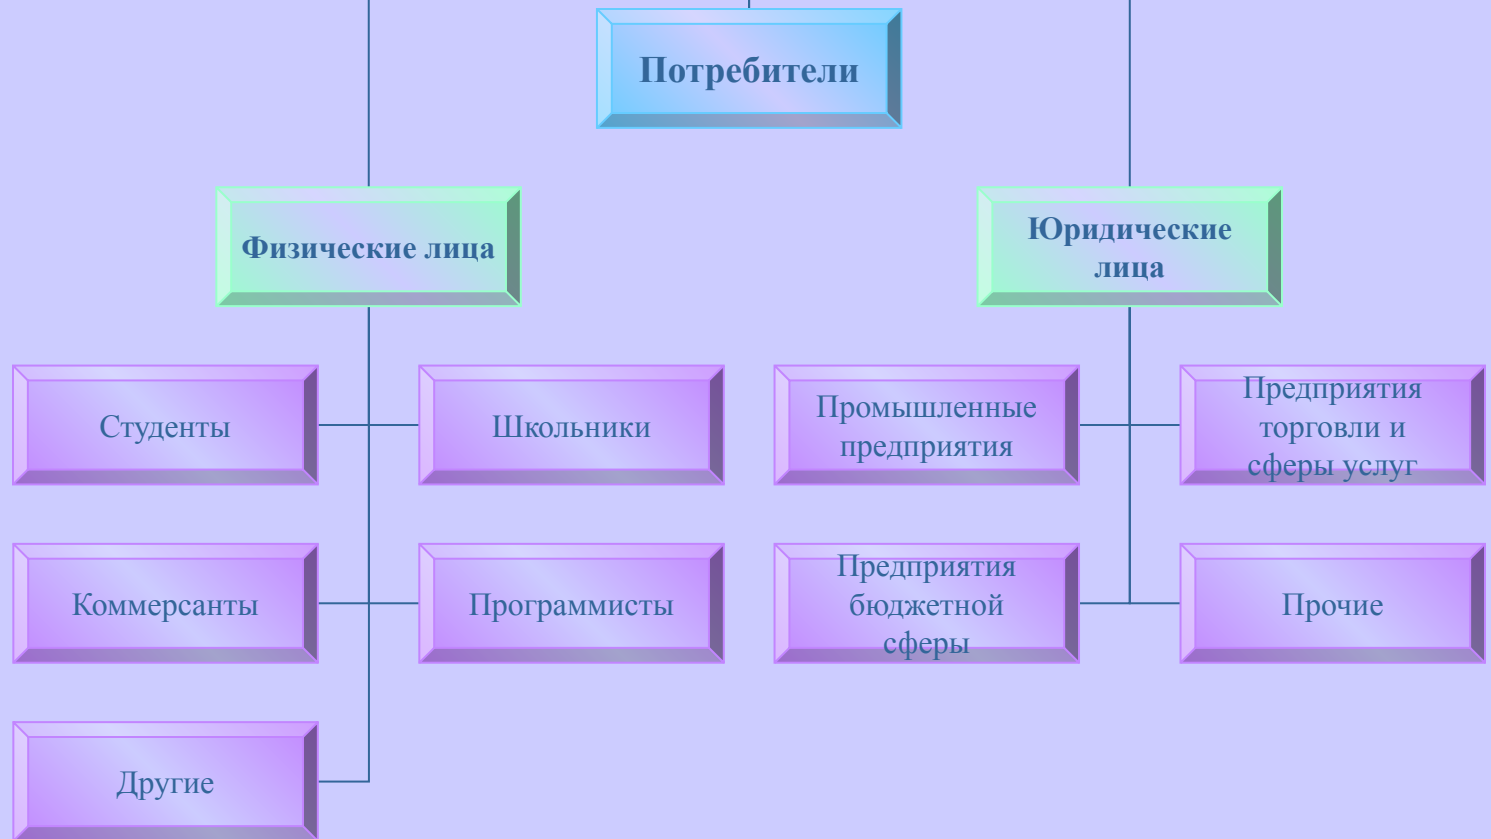 Потребители
Физические лица
Юридические
лица
Студенты
Школьники
Промышленные
предприятия
Предприятия
торговли и
сферы услуг
Коммерсанты
Программисты
Предприятия
бюджетной
сферы
Прочие
Другие